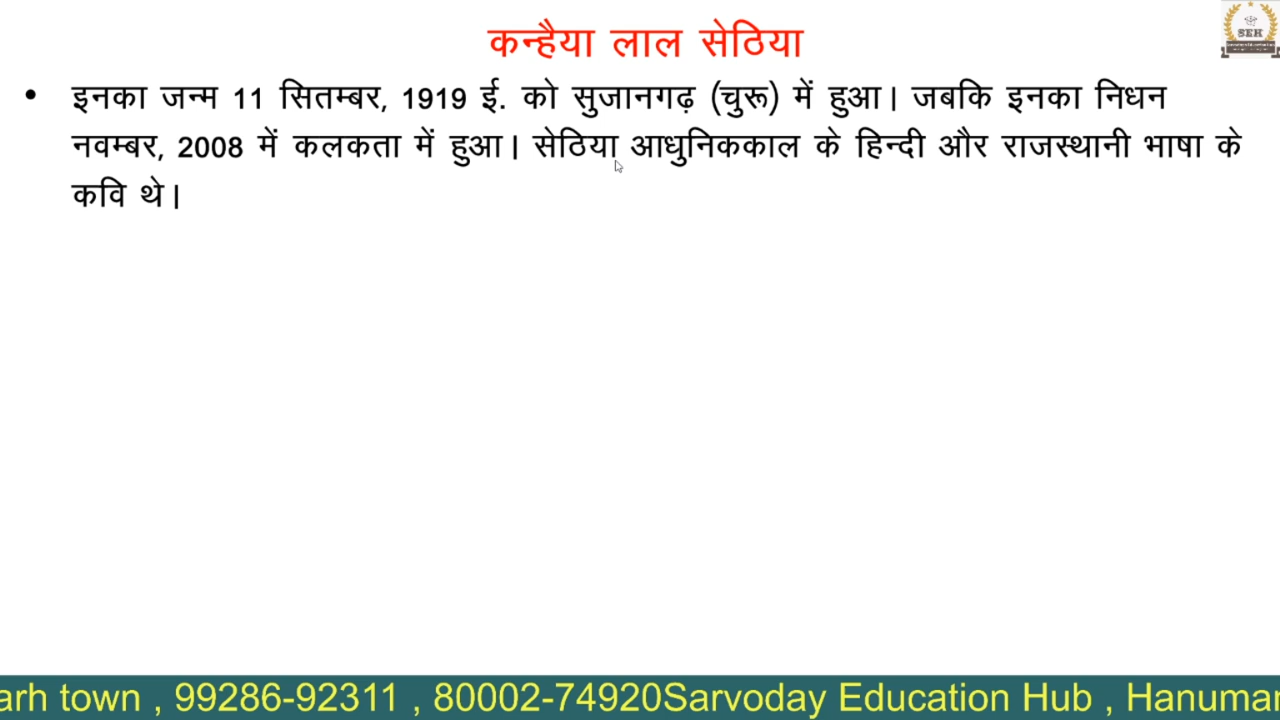 कन्हैया लाल सेठिया
SEH
• इनका जन्म 11 सितम्बर, 1919 ई. को सुजानगढ़ (चुरू) में हुआ। जबकि इनका निधन
नवम्बर, 2008 में कलकता में हुआ। सेठिया आधुनिककाल के हिन्दी और राजस्थानी भाषा के
कवि थे।
arh town , 99286-92311 , 80002-74920Sarvoday Education Hub , Hanumar